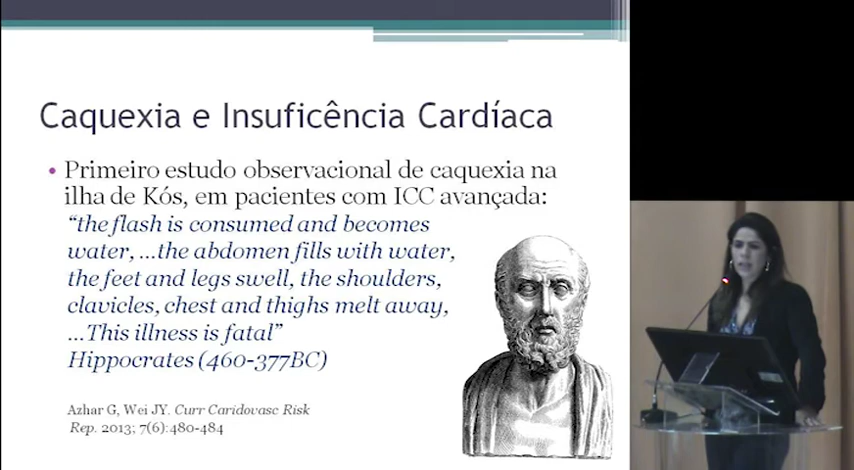 Caquexia e Insuficência Cardíaca
• Primeiro estudo observacional de caquexia na
ilha de Kós, em pacientes com ICC avançada:
“the flash is consumed and becomes
water, ...the abdomen fills with water,
the feet and legs swell, the shoulders,
clavicles, chest and thighs melt away,
...This illness is fatal”
Hippocrates (460-377BC)
Azhar G, Wei JY. Curr Caridovasc Risk
Rep. 2013; 7(6):480-484